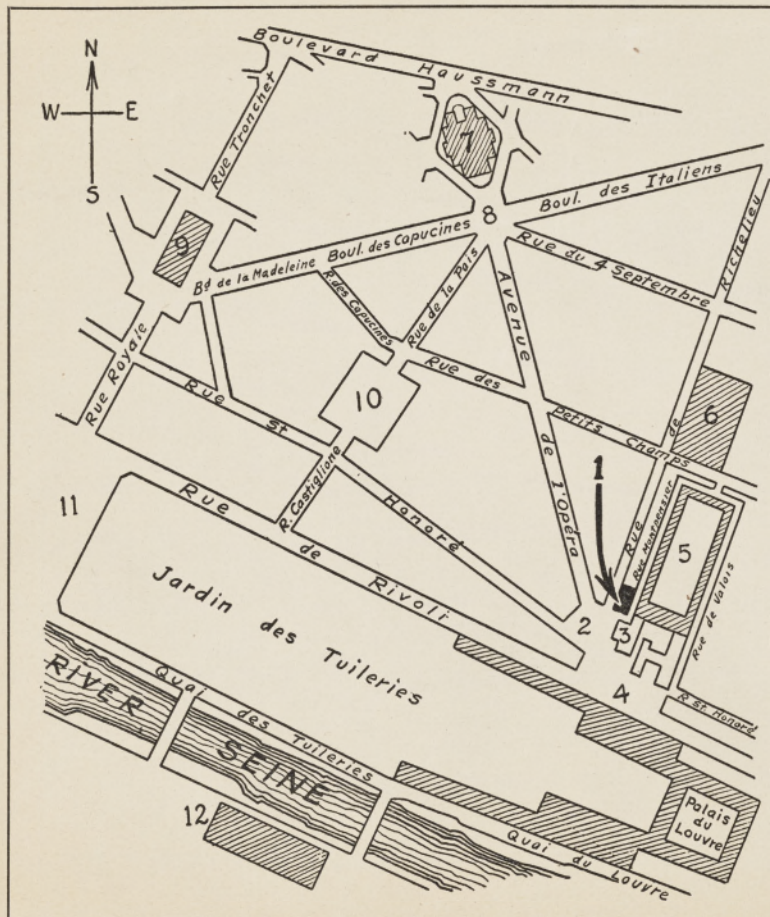 Boulevard Haussmann
N
W E
S
Rue Tronchet
7
8
Boul. des Italiens
9
Bd. de la Madeleine
Boul. des Capucines
Rue du 4 Septembre
Rue de Richelieu
R. des Capucines
Rue de la Pais
Avenue de l'Opéra
Rue Royale
Rue St Honoré
10
Rue des Petits Champs
6
R. Castiglione
1
11
Rue de Rivoli
Rue Montpensier
5
Rue de Valois
Jardin des Tuileries
2
3
4
R St. Honoré
RIVER SEINE
Quai des Tuileries
12
Palais
du
Louvre
Quai du Louvre